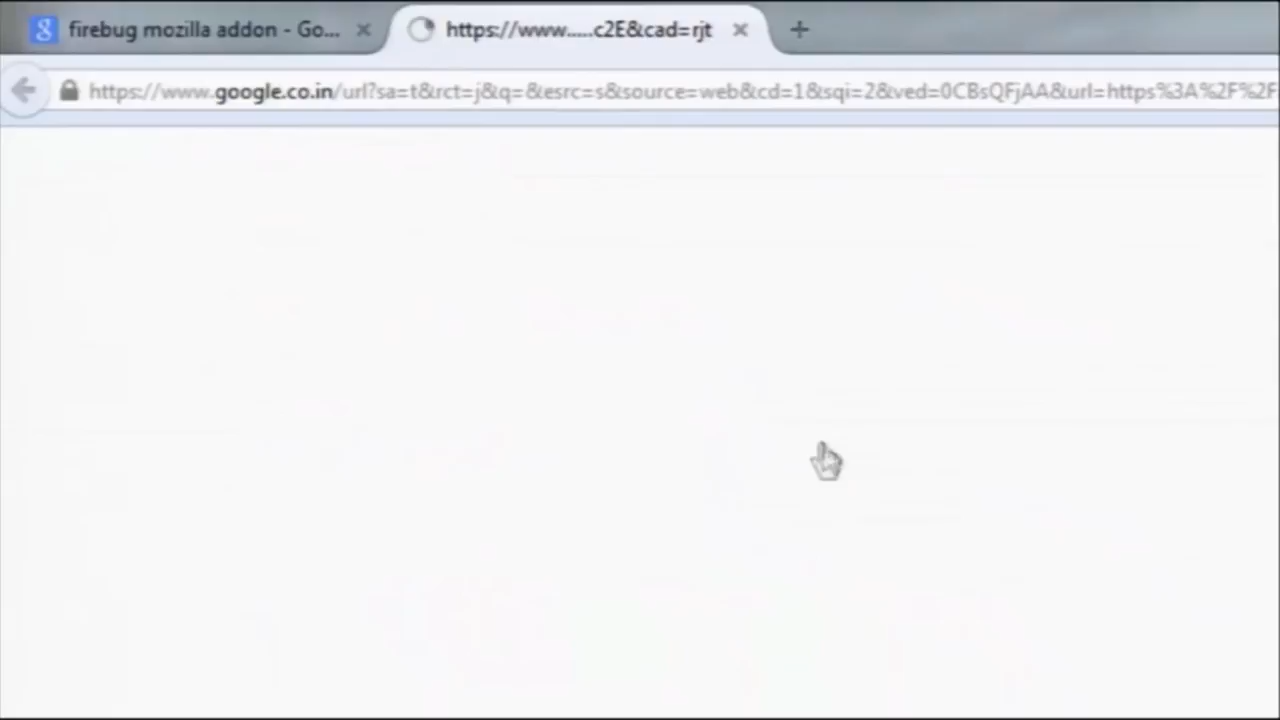 firebug mozilla addon - Go...
https://www.....c2E&cad=rjt
https://www.google.co.in/url?sa=t&rct=j&q=&esrc=s&source=web&cd=1&sqi=2&ved=0CBsQFjAA&url=https%3A%2F%2F